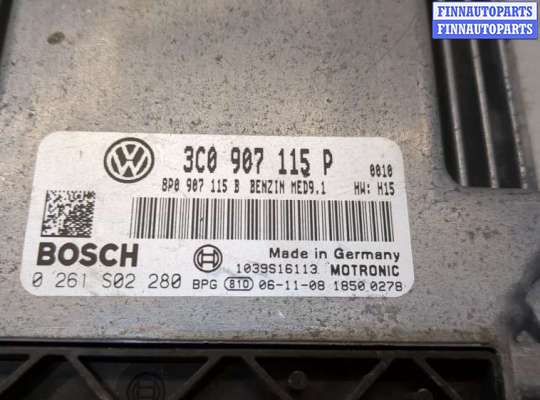 FINNAUTOPARTS
FINNAUTOPARTS
3C0 907 115 P 0010
8P0 907 115 B BENZIN MED9.1 HW: H15
BOSCH Made in Germany
1039S16113 MOTRONIC
0 261 S02 280 BPG 810 06-11-08 1850 0278